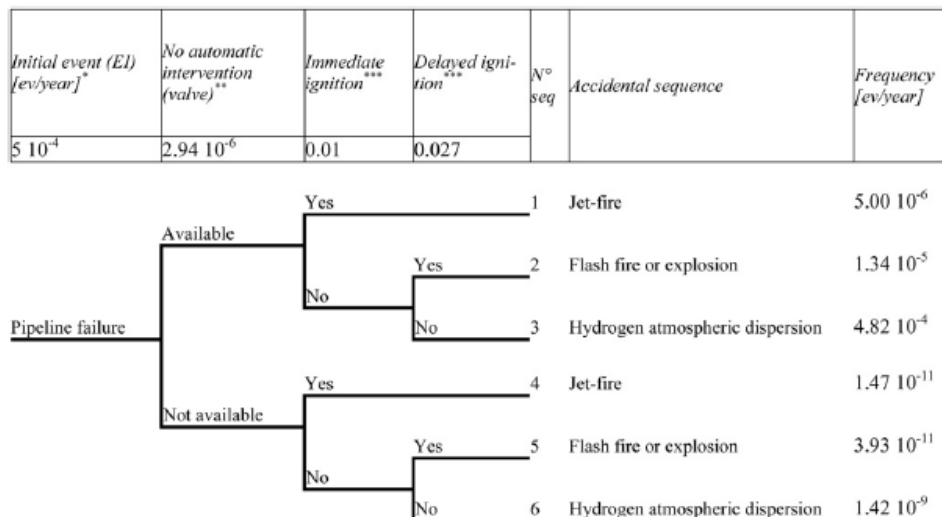 Initial event (EI) [ev/year]*
No automatic intervention (valve)**
Immediate ignition***
Delayed ignition***
N° seq
Accidental sequence
Frequency [ev/year]
5 10⁻⁴
2.94 10⁻⁶
0.01
0.027
Yes 1 Jet-fire 5.00 10⁻⁶
Available
Yes 2 Flash fire or explosion 1.34 10⁻⁵
No
Pipeline failure
No 3 Hydrogen atmospheric dispersion 4.82 10⁻⁴
Yes 4 Jet-fire 1.47 10⁻¹¹
Not available
Yes 5 Flash fire or explosion 3.93 10⁻¹¹
No
No 6 Hydrogen atmospheric dispersion 1.42 10⁻⁹